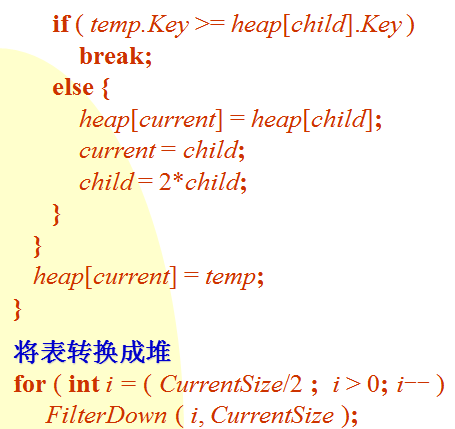 if ( temp.Key >= heap[child].Key )
break;
else {
heap[current] = heap[child];
current = child;
child = 2*child;
}
}
heap[current] = temp;
}
将表转换成堆
for ( int i = ( CurrentSize/2 ; i > 0; i-- )
FilterDown ( i, CurrentSize );